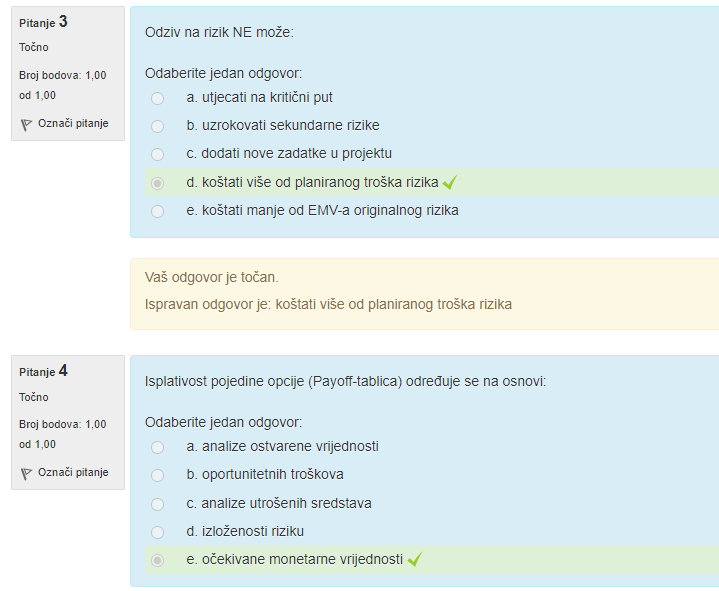 Pitanje 3
Točno
Broj bodova: 1,00
od 1,00
Označi pitanje
Odziv na rizik NE može:
Odaberite jedan odgovor:
a. utjecati na kritični put
b. uzrokovati sekundarne rizike
c. dodati nove zadatke u projektu
d. koštati više od planiranog troška rizika
e. koštati manje od EMV-a originalnog rizika
Vaš odgovor je točan.
Ispravan odgovor je: koštati više od planiranog troška rizika
Pitanje 4
Točno
Broj bodova: 1,00
od 1,00
Označi pitanje
Isplativost pojedine opcije (Payoff-tablica) određuje se na osnovi:
Odaberite jedan odgovor:
a. analize ostvarene vrijednosti
b. oportunitetnih troškova
c. analize utrošenih sredstava
d. izloženosti riziku
e. očekivane monetarne vrijednosti